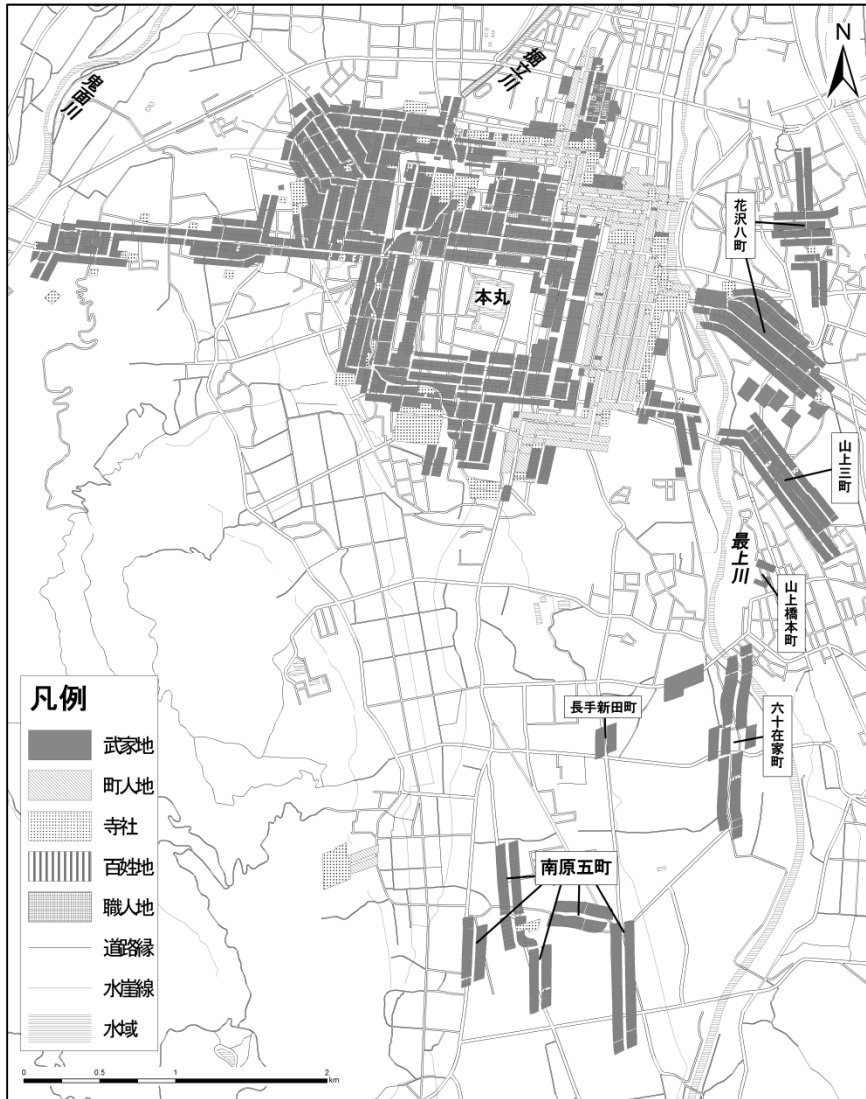 N
鬼面川
掘立川
花沢八町
本丸
山上三町
最上川
山上橋本町
長手新田町
六十在家町
南原五町
凡例
武家地
町人地
寺社
百姓地
職人地
道路縁
水崖線
水域
0 0.5 1 2
km